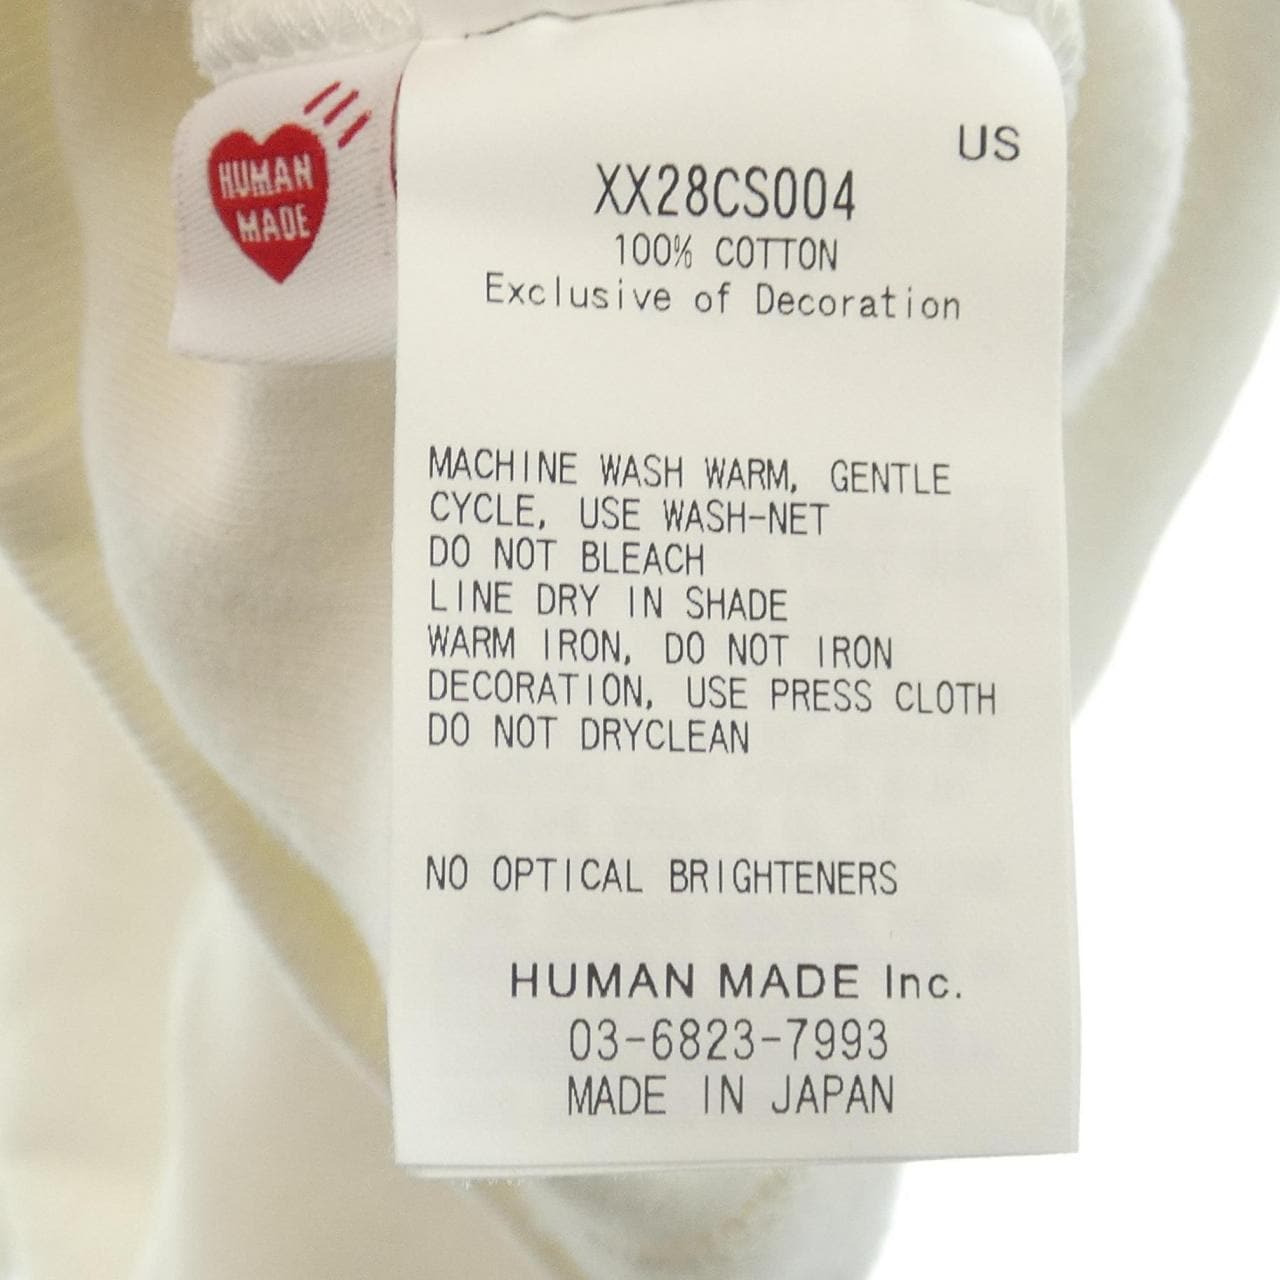 HUMAN
MADE
US
XX28CS004
100% COTTON
Exclusive of Decoration
MACHINE WASH WARM, GENTLE
CYCLE, USE WASH-NET
DO NOT BLEACH
LINE DRY IN SHADE
WARM IRON, DO NOT IRON
DECORATION, USE PRESS CLOTH
DO NOT DRYCLEAN
NO OPTICAL BRIGHTENERS
HUMAN MADE Inc.
03-6823-7993
MADE IN JAPAN